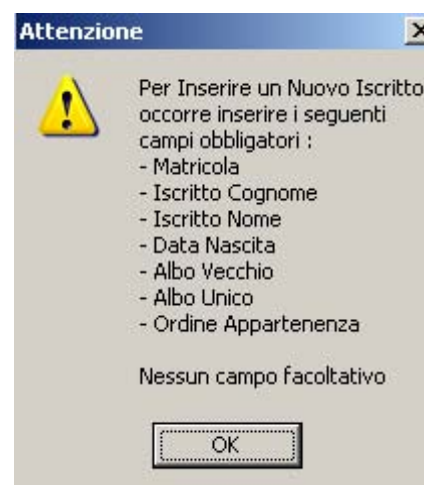 Attenzione
Per Inserire un Nuovo Iscritto
occorre inserire i seguenti
campi obbligatori :
- Matricola
- Iscritto Cognome
- Iscritto Nome
- Data Nascita
- Albo Vecchio
- Albo Unico
- Ordine Appartenenza
Nessun campo facoltativo
OK